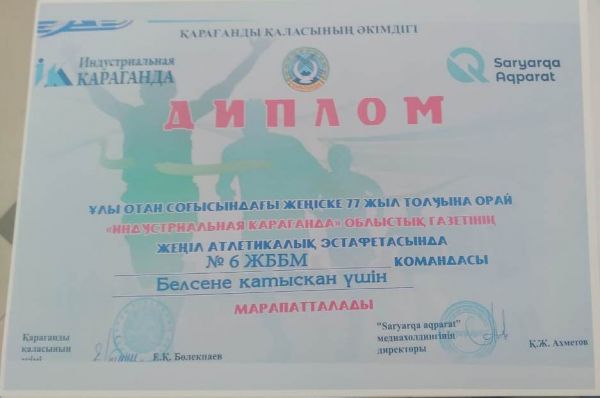 ҚАРАҒАНДЫ ҚАЛАСЫНЫҢ ӘКІМДІГІ
Индустриальная
КАРАГАНДА
Saryarqa
Aqparat
ДИПЛОМ
ҰЛЫ ОТАН СОҒЫСЫНДАҒЫ ЖЕҢІСКЕ 77 ЖЫЛ ТОЛУЫНА ОРАЙ
«ИНДУСТРИАЛЬНАЯ КАРАГАНДА» ОБЛЫСТЫҚ ГАЗЕТІНІҢ
ЖЕҢІЛ АТЛЕТИКАЛЫҚ ЭСТАФЕТАСЫНДА
№ 6 ЖББМ КОМАНДАСЫ
Белсене катыскан үшін
МАРАПАТТАЛАДЫ
Қарағанды
қаласының
әкімі
Е.Қ. Бөлекпаев
"Saryarqa aqparat"
медиахолдингінің
директоры
Қ.Ж. Ахметов